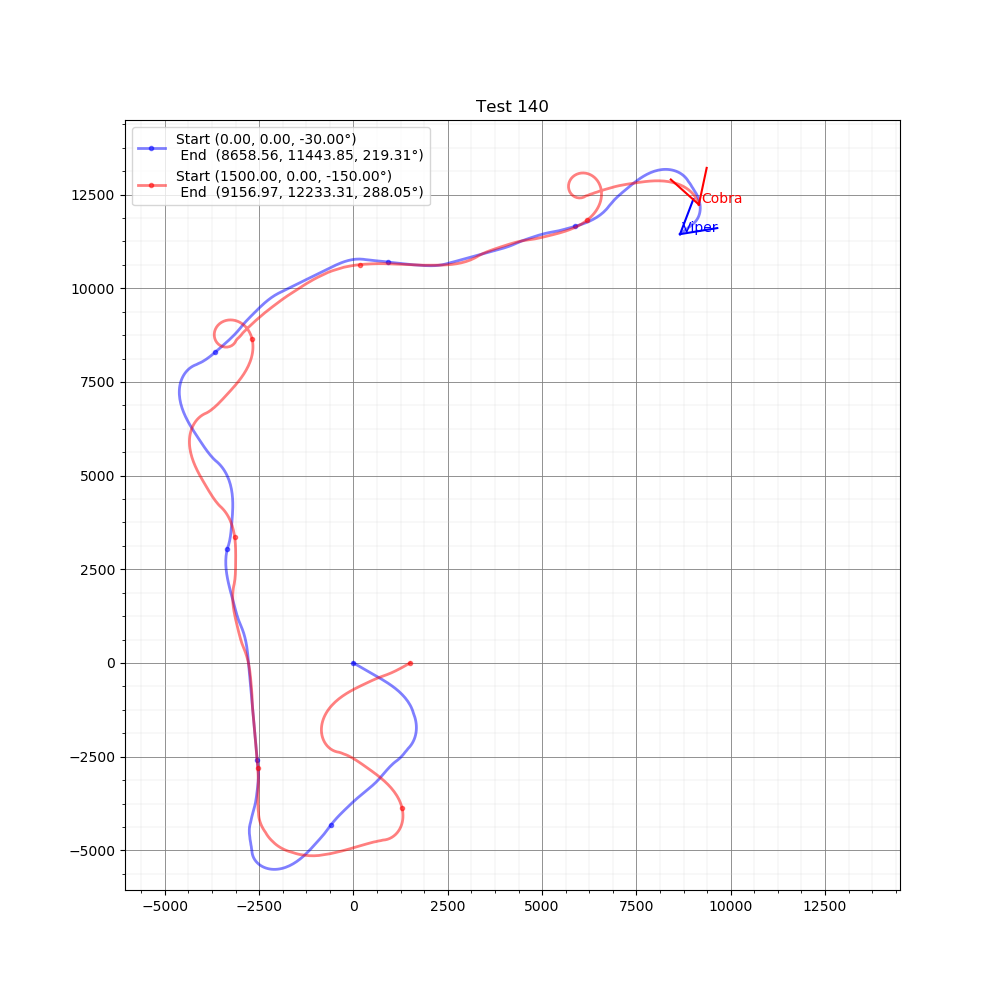 Test 140
Start (0.00, 0.00, -30.00°)
End (8658.56, 11443.85, 219.31°)
Start (1500.00, 0.00, -150.00°)
End (9156.97, 12233.31, 288.05°)
Cobra
Viper
12500
10000
7500
5000
2500
0
−2500
−5000
−5000 −2500 0 2500 5000 7500 10000 12500